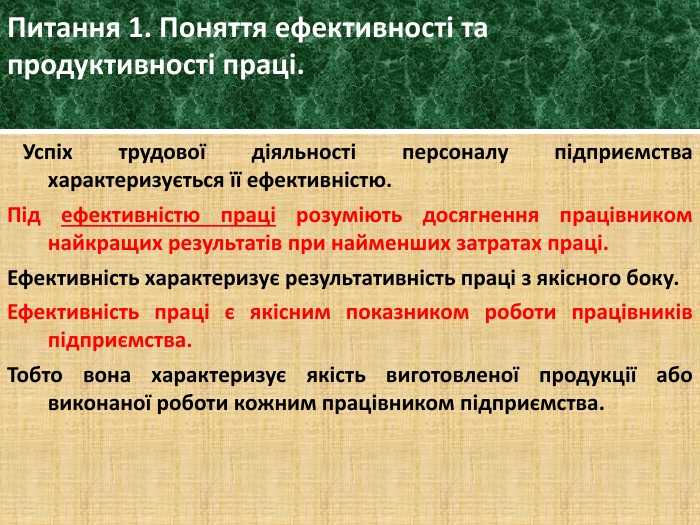 Питання 1. Поняття ефективності та
продуктивності праці.
Успіх трудової діяльності персоналу підприємства
характеризується її ефективністю.
Під ефективністю праці розуміють досягнення працівником
найкращих результатів при найменших затратах праці.
Ефективність характеризує результативність праці з якісного боку.
Ефективність праці є якісним показником роботи працівників
підприємства.
Тобто вона характеризує якість виготовленої продукції або
виконаної роботи кожним працівником підприємства.